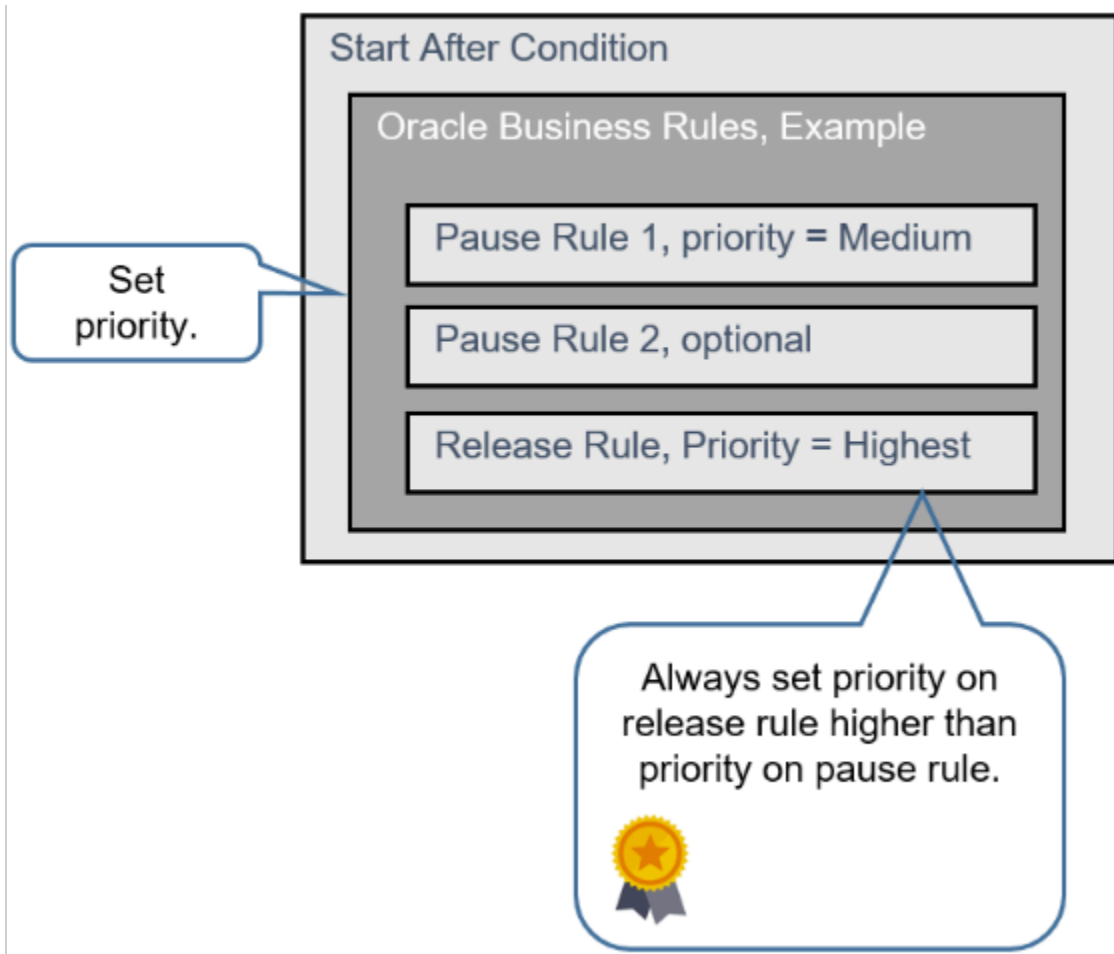 Start After Condition
Oracle Business Rules, Example
Pause Rule 1, priority = Medium
Set
priority.
Pause Rule 2, optional
Release Rule, Priority = Highest
Always set priority on
release rule higher than
priority on pause rule.